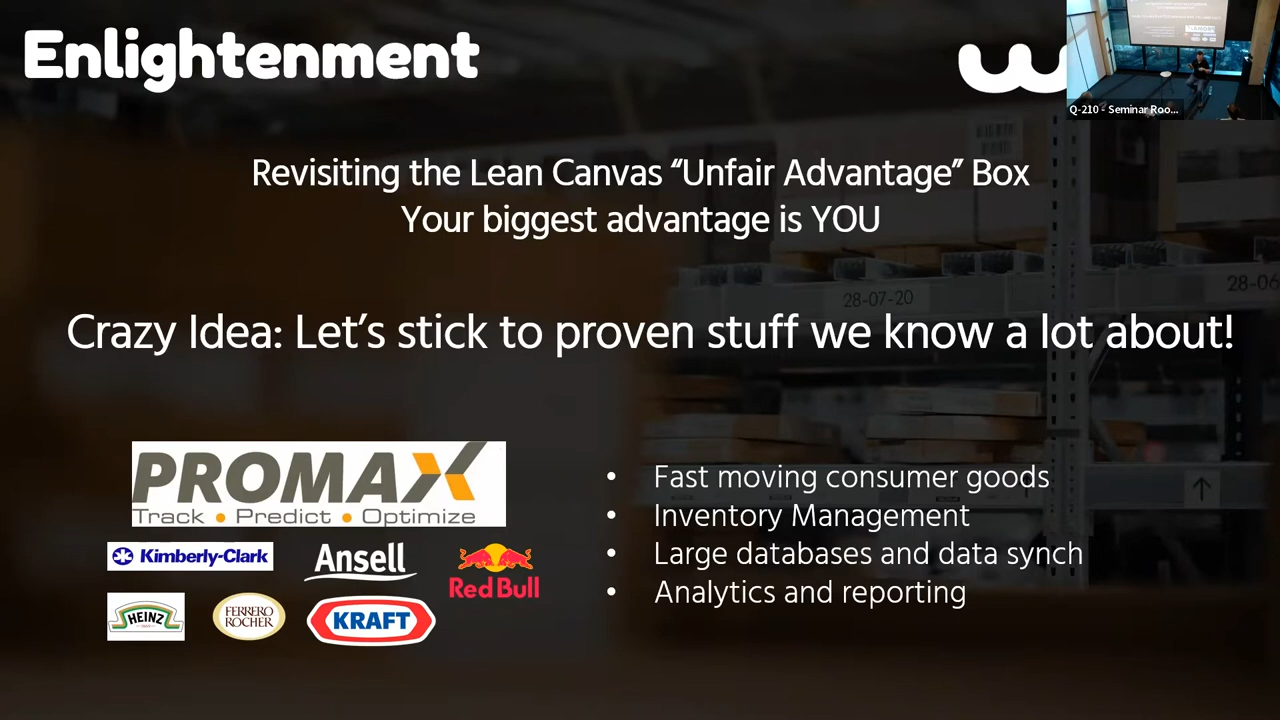 Enlightenment
w
Q-210 - Seminar Roo...
Revisiting the Lean Canvas “Unfair Advantage” Box
Your biggest advantage is YOU
28-07-20
28-06
Crazy Idea: Let’s stick to proven stuff we know a lot about!
PROMAX
Track • Predict • Optimize
Kimberly-Clark
Ansell
Red Bull
HEINZ
FERRERO
ROCHER
KRAFT
• Fast moving consumer goods
• Inventory Management
• Large databases and data synch
• Analytics and reporting